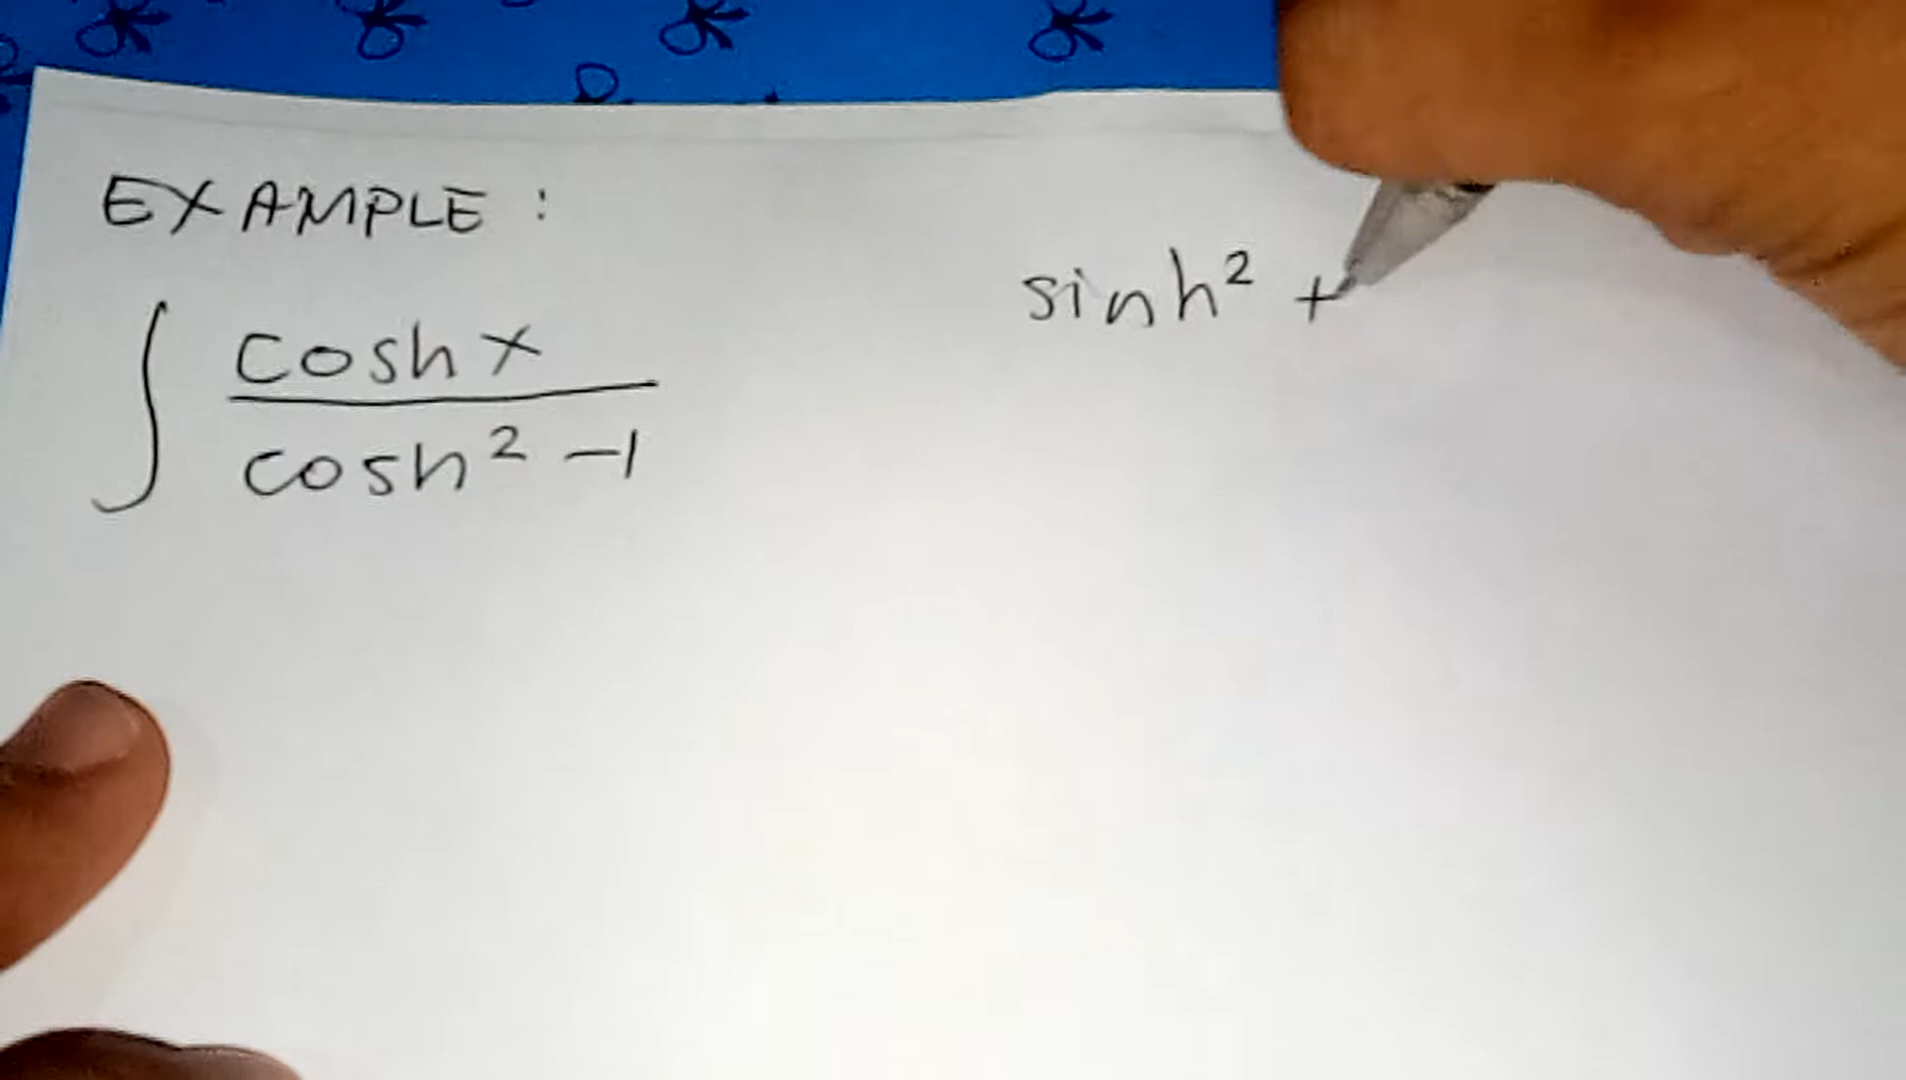 EXAMPLE :
∫ cosh x
cosh² -1
sinh² +